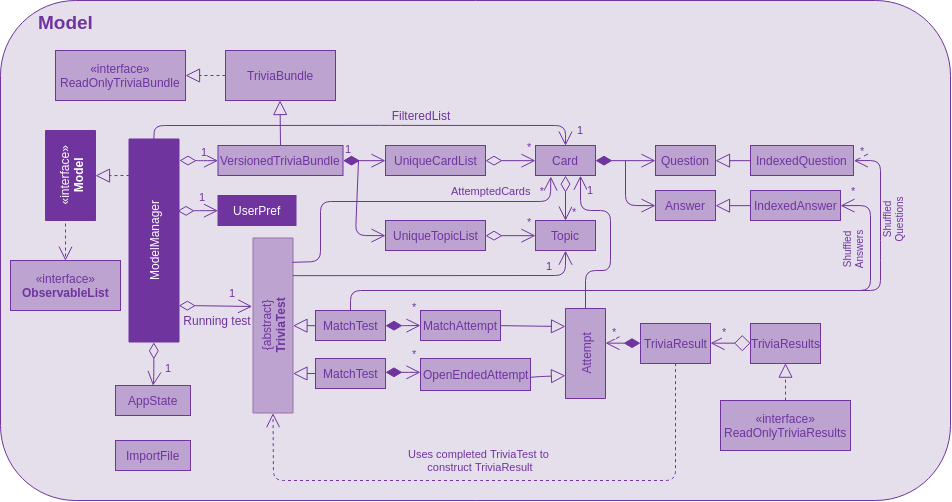 Model
«interface»
ReadOnlyTriviaBundle
TriviaBundle
FilteredList
1
«interface»
Model
ModelManager
1
VersionedTriviaBundle
1
UniqueCardList
*
Card
Question
IndexedQuestion
*
AttemptedCards
*
1
1
UserPref
Answer
IndexedAnswer
*
Shuffled
Questions
UniqueTopicList
*
*
Topic
Shuffled
Answers
1
«interface»
ObservableList
1
Running test
{abstract}
TriviaTest
MatchTest
*
MatchAttempt
Attempt
*
TriviaResult
*
TriviaResults
MatchTest
*
OpenEndedAttempt
1
AppState
«interface»
ReadOnlyTriviaResults
ImportFile
Uses completed TriviaTest to
construct TriviaResult